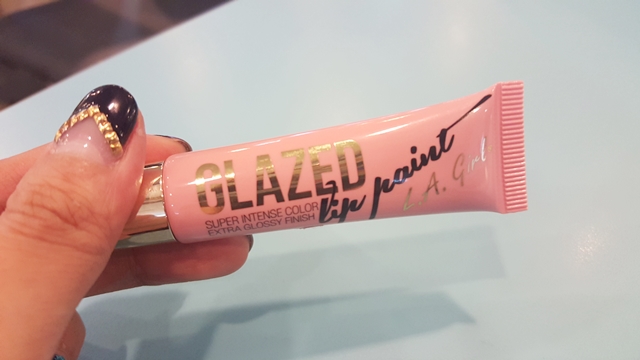 GLAZED
lip paint
L.A. Girl
SUPER INTENSE COLOR
EXTRA GLOSSY FINISH